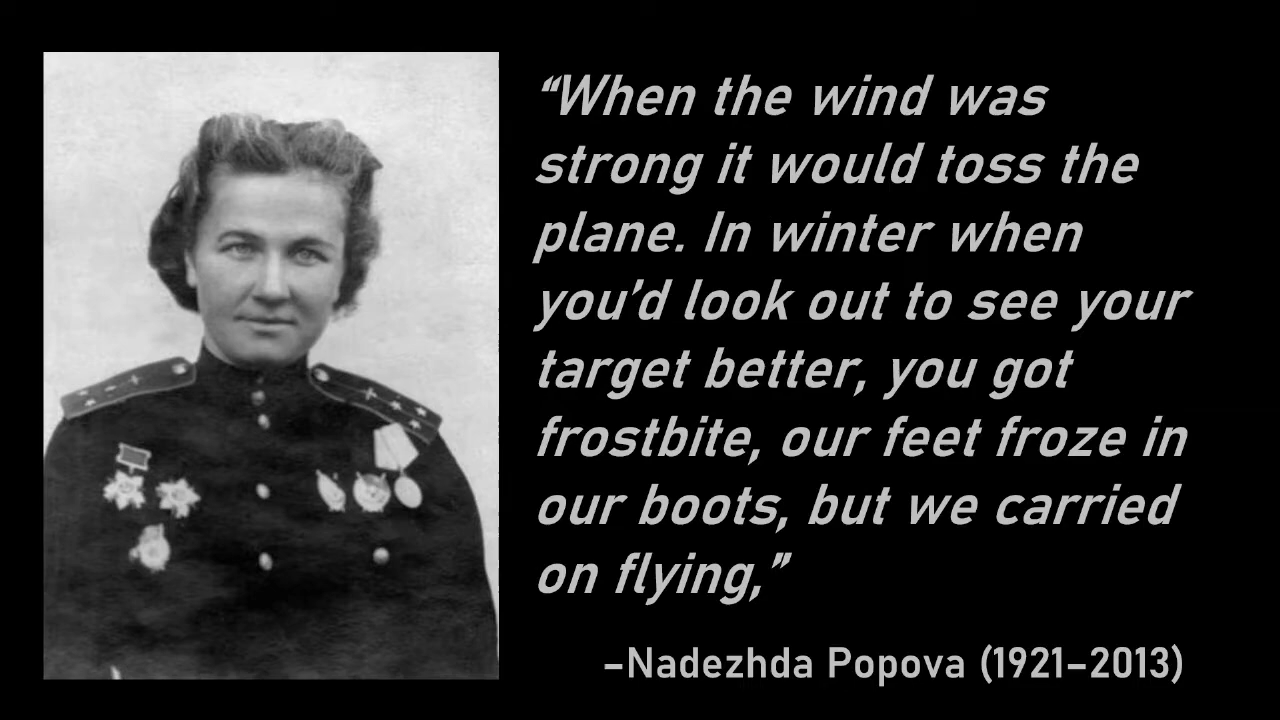 “When the wind was
strong it would toss the
plane. In winter when
you’d look out to see your
target better, you got
frostbite, our feet froze in
our boots, but we carried
on flying,”
–Nadezhda Popova (1921–2013)